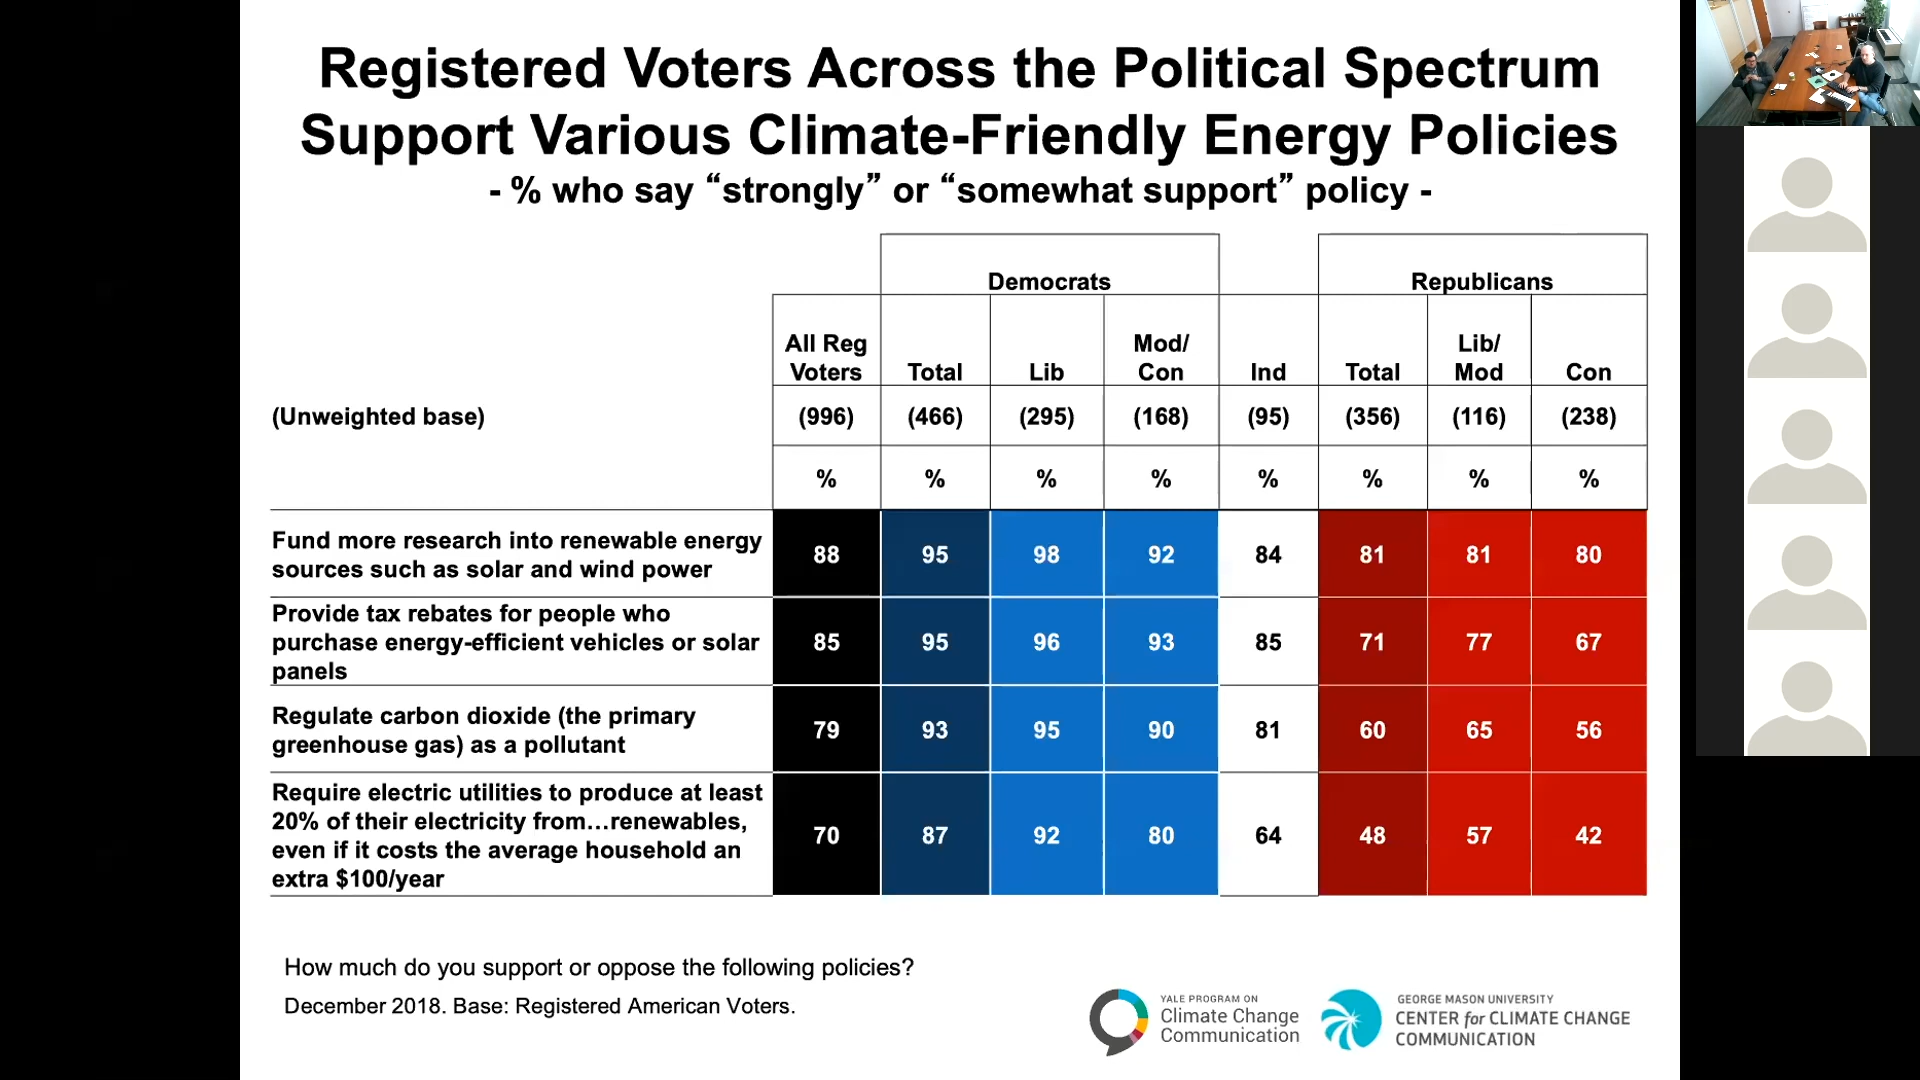 Registered Voters Across the Political Spectrum
Support Various Climate-Friendly Energy Policies
- % who say “strongly” or “somewhat support” policy -
Democrats
Republicans
All Reg
Voters
Total
Lib
Mod/
Con
Ind
Total
Lib/
Mod
Con
(Unweighted base)
(996)
(466)
(295)
(168)
(95)
(356)
(116)
(238)
%
%
%
%
%
%
%
%
Fund more research into renewable energy
sources such as solar and wind power
88
95
98
92
84
81
81
80
Provide tax rebates for people who
purchase energy-efficient vehicles or solar
panels
85
95
96
93
85
71
77
67
Regulate carbon dioxide (the primary
greenhouse gas) as a pollutant
79
93
95
90
81
60
65
56
Require electric utilities to produce at least
20% of their electricity from…renewables,
even if it costs the average household an
extra $100/year
70
87
92
80
64
48
57
42
How much do you support or oppose the following policies?
December 2018. Base: Registered American Voters.
YALE PROGRAM ON
Climate Change
Communication
GEORGE MASON UNIVERSITY
CENTER for CLIMATE CHANGE
COMMUNICATION